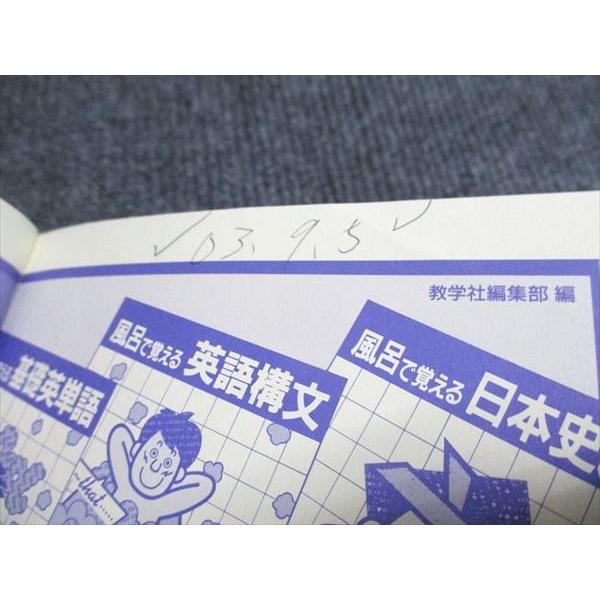 ✓03. 9. 5✓
教学社編集部 編
基礎英単語
風呂で覚える 英語構文
風呂で覚える 日本史
~that……